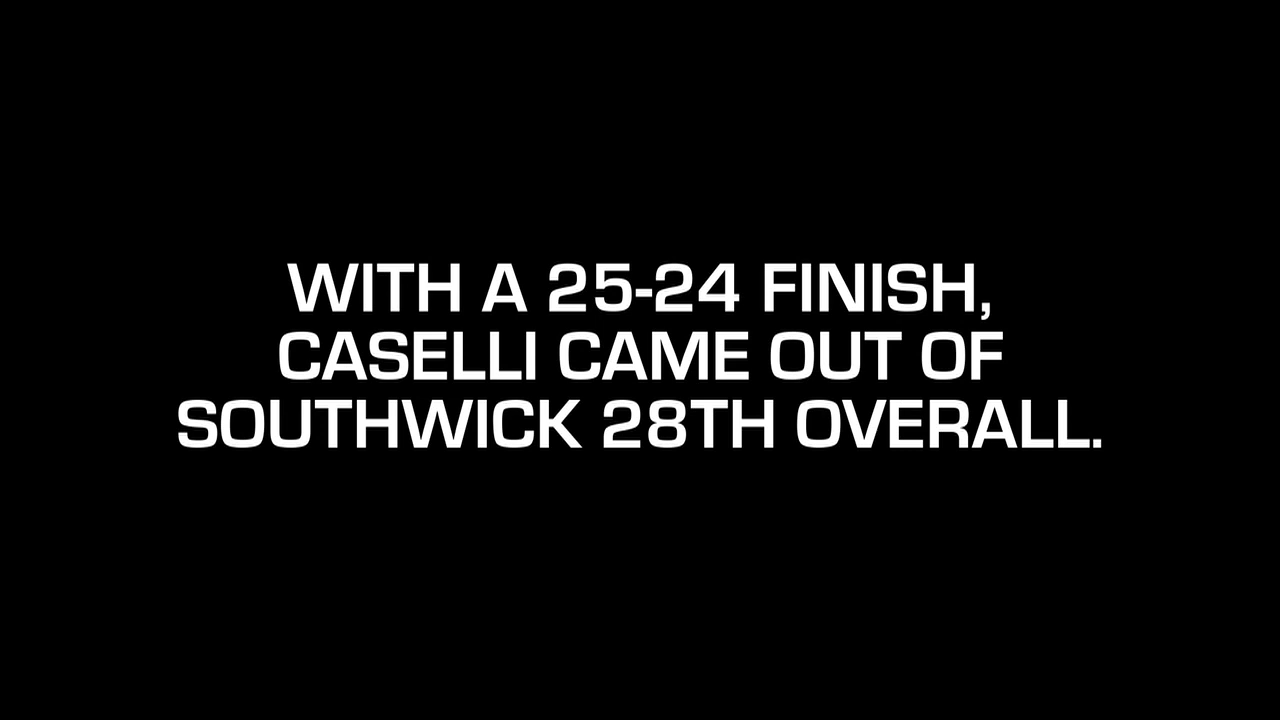 WITH A 25-24 FINISH,
CASELLI CAME OUT OF
SOUTHWICK 28TH OVERALL.